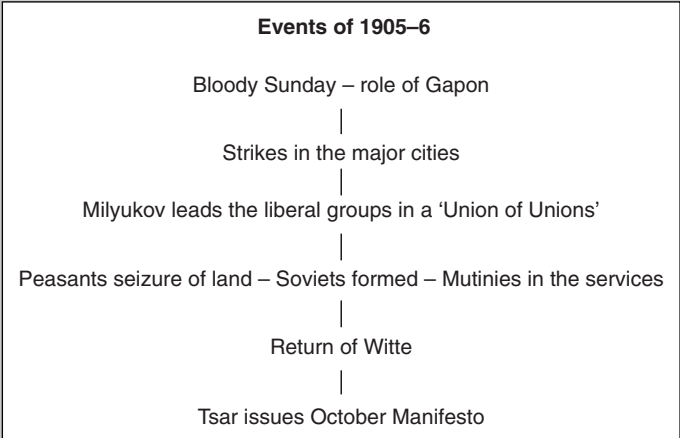 Events of 1905–6
Bloody Sunday – role of Gapon
Strikes in the major cities
Milyukov leads the liberal groups in a ‘Union of Unions’
Peasants seizure of land – Soviets formed – Mutinies in the services
Return of Witte
Tsar issues October Manifesto